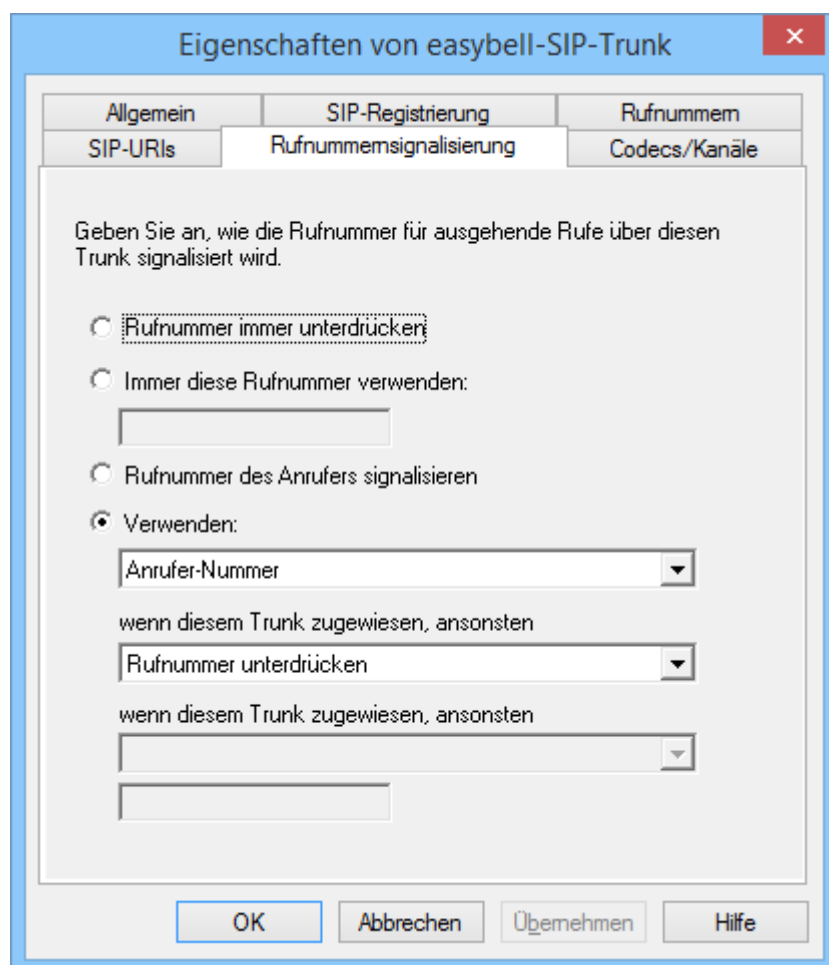 Eigenschaften von easybell-SIP-Trunk
Allgemein
SIP-Registrierung
Rufnummern
SIP-URIs
Rufnummernsignalisierung
Codecs/Kanäle
Geben Sie an, wie die Rufnummer für ausgehende Rufe über diesen
Trunk signalisiert wird.
Rufnummer immer unterdrücken
Immer diese Rufnummer verwenden:
Rufnummer des Anrufers signalisieren
Verwenden:
Anrufer-Nummer
wenn diesem Trunk zugewiesen, ansonsten
Rufnummer unterdrücken
wenn diesem Trunk zugewiesen, ansonsten
OK
Abbrechen
Übernehmen
Hilfe